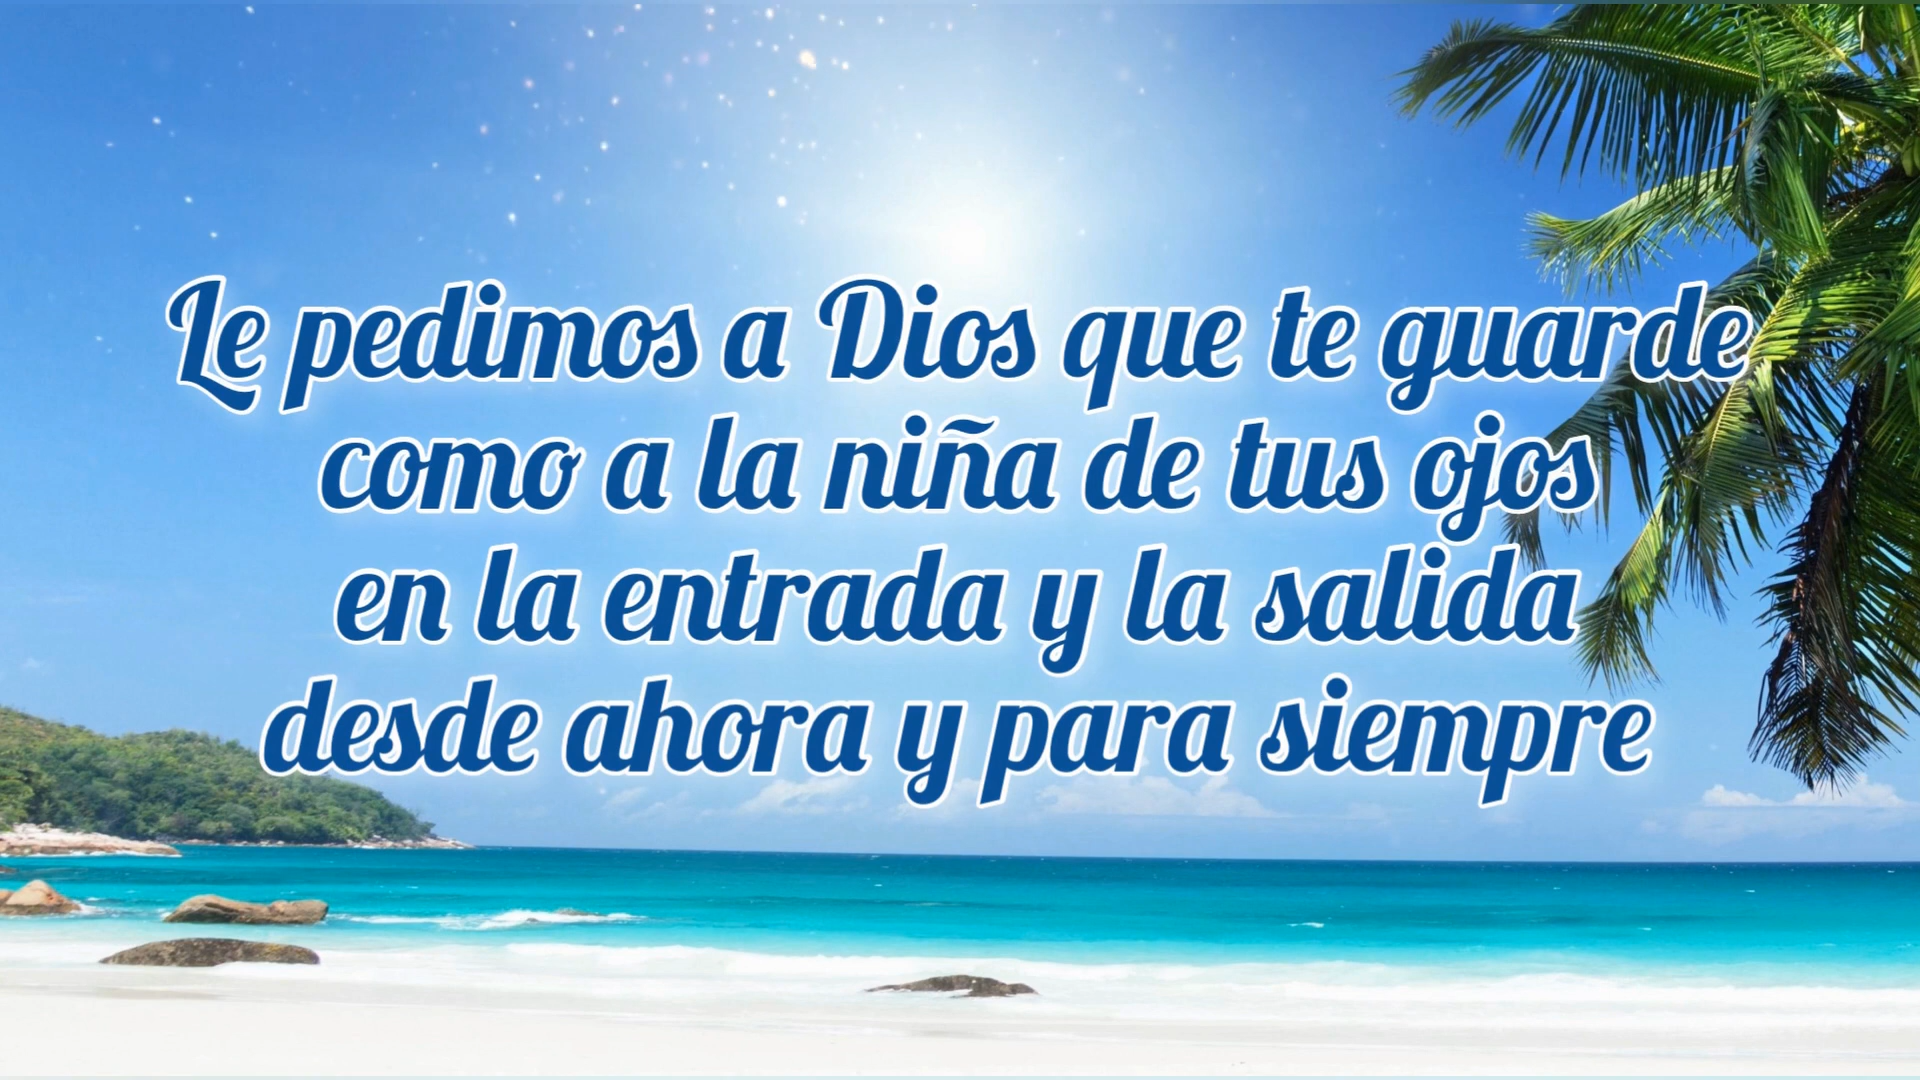 Le pedimos a Dios que te guarde
como a la niña de tus ojos
en la entrada y la salida
desde ahora y para siempre